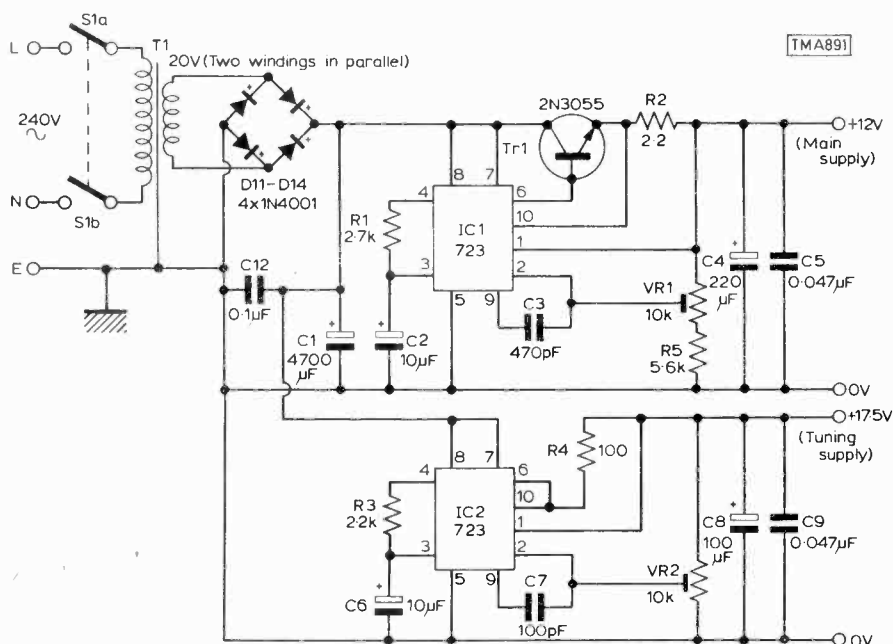 TMA891
S1a
T1
L
20V (Two windings in parallel)
240V
N
S1b
E
D11-D14
4x1N4001
2N3055
Tr1
R2
2·2
+12V
(Main
supply)
8
7
4
6
10
1
3
2
5
9
IC1
723
R1
2·7k
C12
0·1µF
C1
4700
µF
C2
10µF
C3
470pF
VR1
10k
R5
5·6k
C4
220
µF
C5
0·047µF
0V
+17·5V
(Tuning
supply)
R4
100
8
7
4
6
10
1
3
2
5
9
IC2
723
R3
2·2k
C6
10µF
C7
100pF
VR2
10k
C8
100
µF
C9
0·047µF
0V